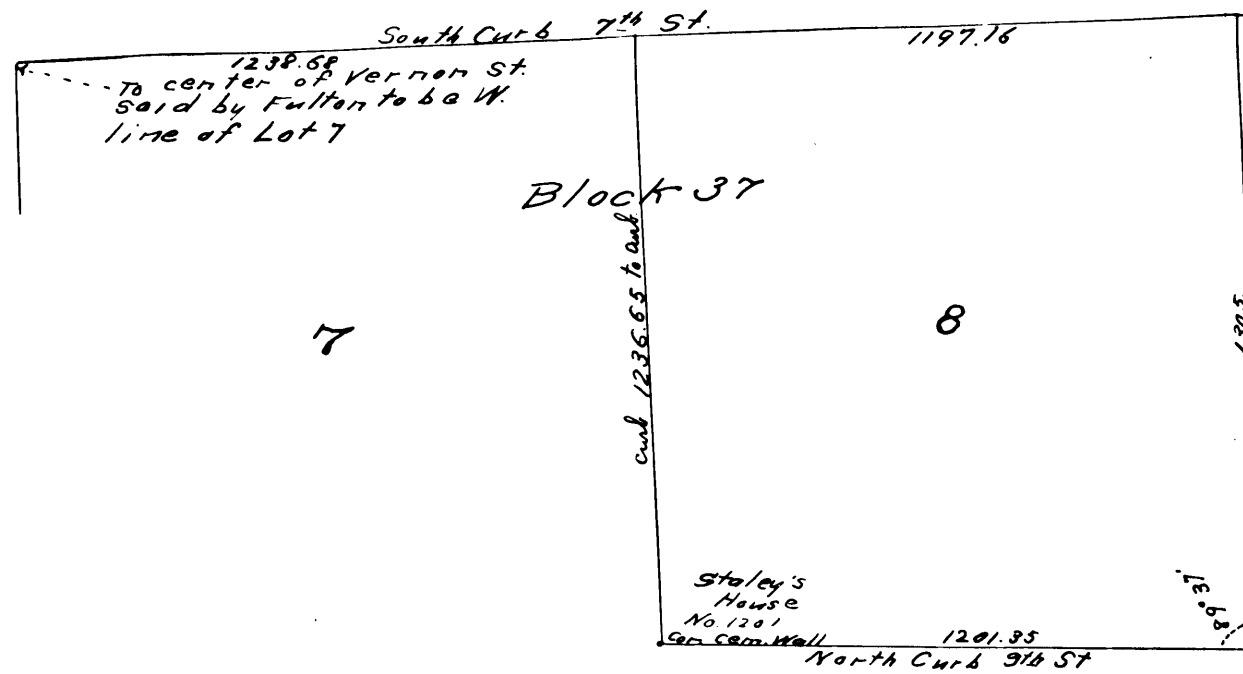 South Curb 7th St.
1238.68
1197.16
To center of Vernon St.
said by Fulton to be W.
line of Lot 7
Block 37
curb 1236.65 to curb
7
8
Staley's
House
No. 1201
Cor. Cem. Wall
1201.35
89° 37'
North Curb 9th St